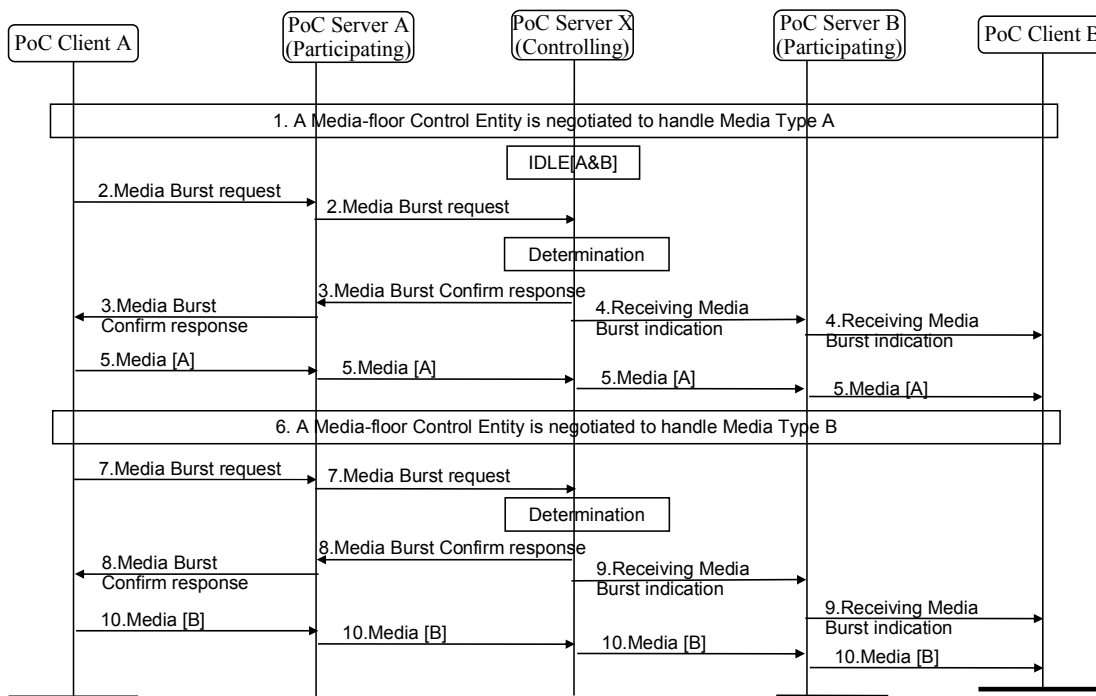 PoC Client A
PoC Server A
(Participating)
PoC Server X
(Controlling)
PoC Server B
(Participating)
PoC Client B
1. A Media-floor Control Entity is negotiated to handle Media Type A
IDLE[A&B]
2.Media Burst request
2.Media Burst request
Determination
3.Media Burst Confirm response
3.Media Burst
Confirm response
4.Receiving Media
Burst indication
4.Receiving Media
Burst indication
5.Media [A]
5.Media [A]
5.Media [A]
5.Media [A]
6. A Media-floor Control Entity is negotiated to handle Media Type B
7.Media Burst request
7.Media Burst request
Determination
8.Media Burst Confirm response
8.Media Burst
Confirm response
9.Receiving Media
Burst indication
9.Receiving Media
Burst indication
10.Media [B]
10.Media [B]
10.Media [B]
10.Media [B]